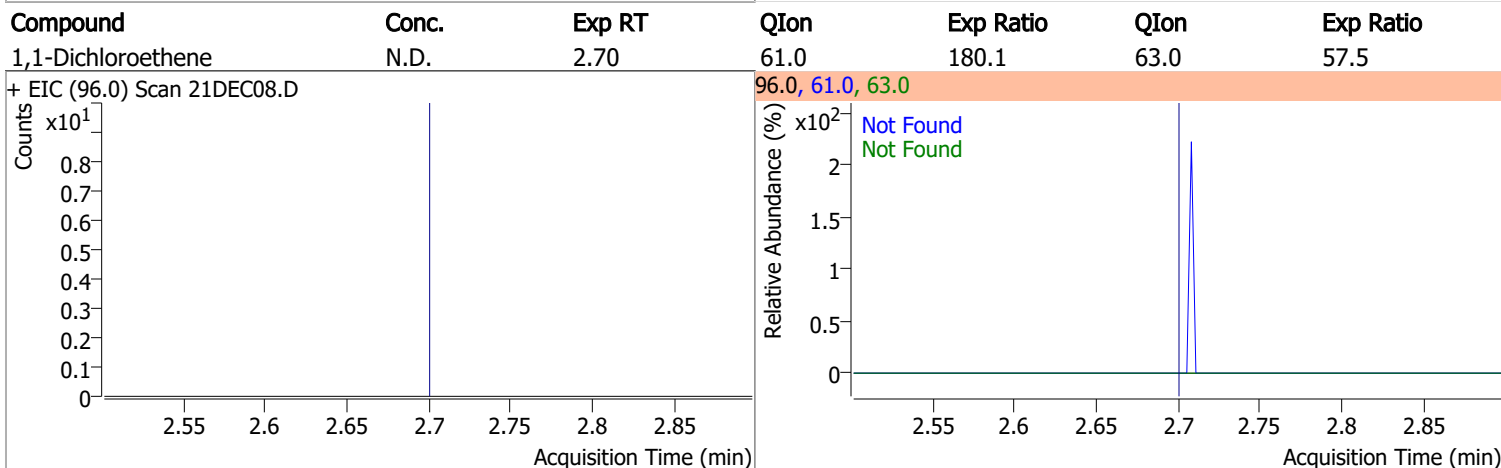 Compound Conc. Exp RT QIon Exp Ratio QIon Exp Ratio
1,1-Dichloroethene N.D. 2.70 61.0 180.1 63.0 57.5
+ EIC (96.0) Scan 21DEC08.D
Counts
x10¹
0.8
0.7
0.6
0.5
0.4
0.3
0.2
0.1
0
2.55 2.6 2.65 2.7 2.75 2.8 2.85
Acquisition Time (min)
96.0, 61.0, 63.0
Relative Abundance (%)
x10²
Not Found
Not Found
2
1.5
1
0.5
0
2.55 2.6 2.65 2.7 2.75 2.8 2.85
Acquisition Time (min)